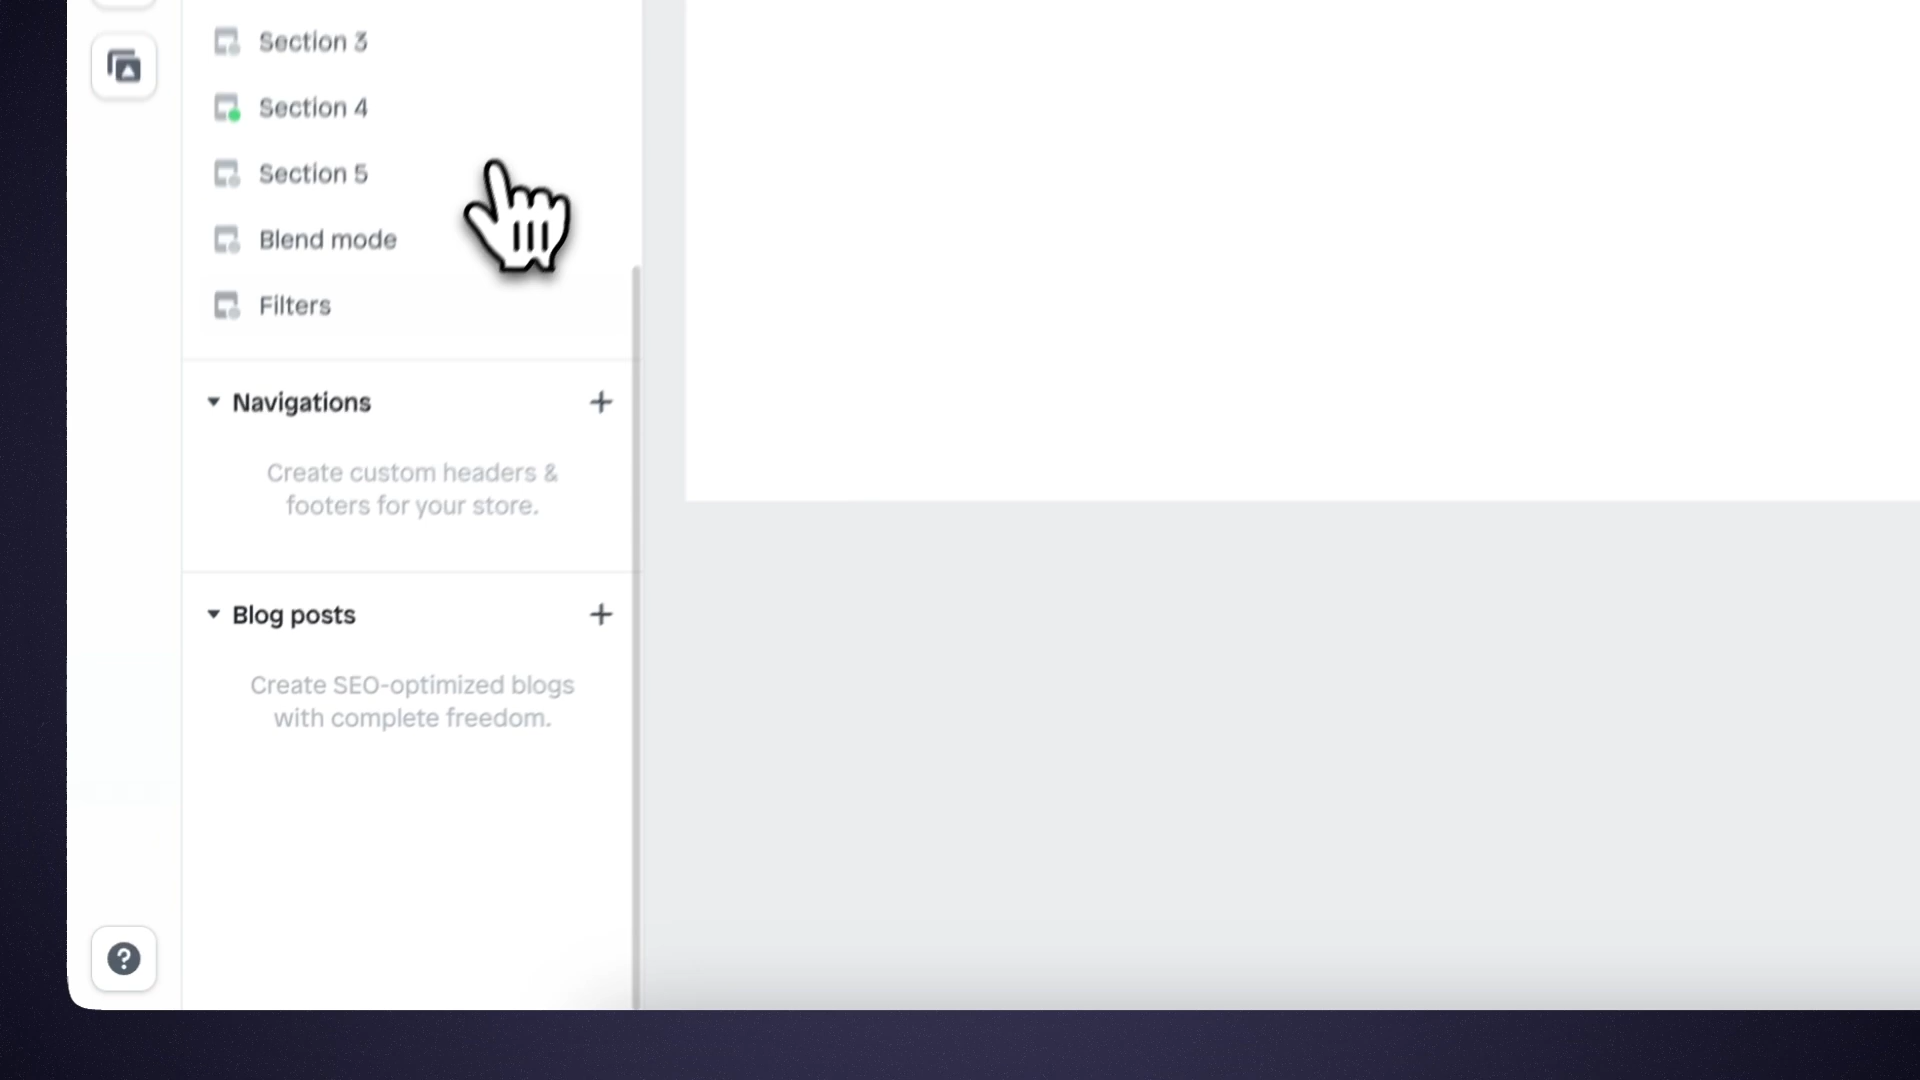 Section 3
Section 4
Section 5
Blend mode
Filters
Navigations
Create custom headers &
footers for your store.
Blog posts
Create SEO-optimized blogs
with complete freedom.
?